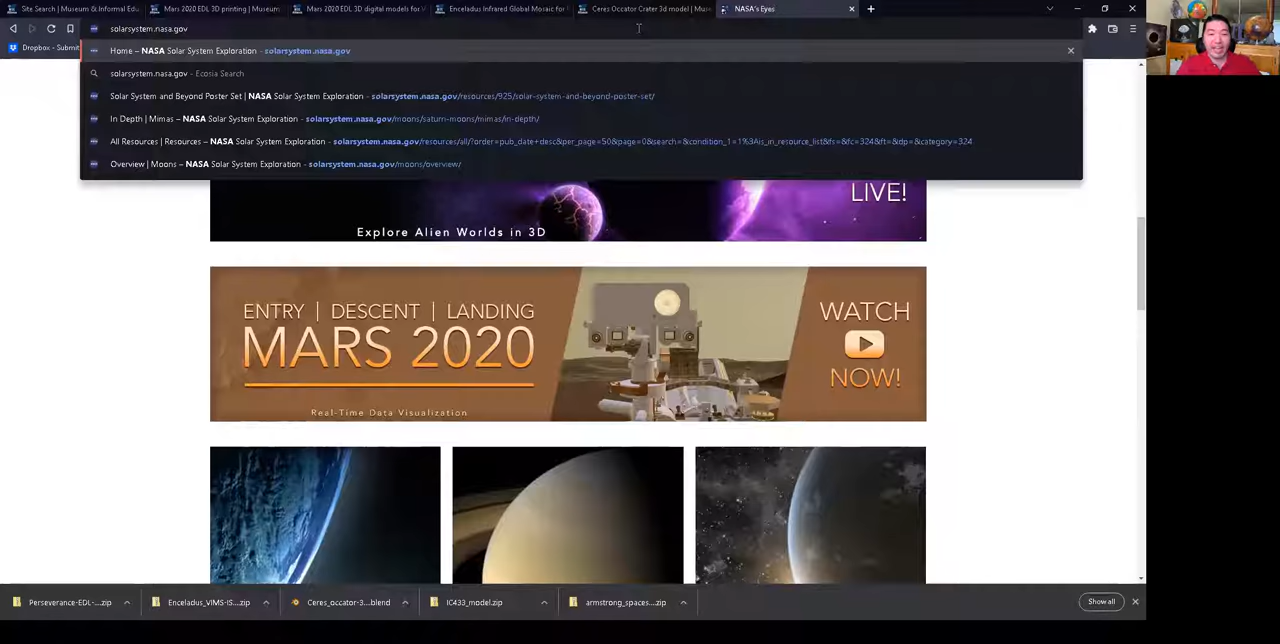 Site Search | Museum & Informal Edu
Mars 2020 EDL 3D printing | Museum
Mars 2020 EDL 3D digital models for
Enceladus Infrared Global Mosaic for
Ceres Occator Crater 3d model | Muse
NASA's Eyes
solarsystem.nasa.gov
Dropbox - Submit
Home – NASA Solar System Exploration - solarsystem.nasa.gov
solarsystem.nasa.gov - Ecosia Search
Solar System and Beyond Poster Set | NASA Solar System Exploration - solarsystem.nasa.gov/resources/925/solar-system-and-beyond-poster-set/
In Depth | Mimas – NASA Solar System Exploration - solarsystem.nasa.gov/moons/saturn-moons/mimas/in-depth/
All Resources | Resources – NASA Solar System Exploration - solarsystem.nasa.gov/resources/all/?order=pub_date+desc&per_page=50&page=0&search=&condition_1=1%3Ais_in_resource_list&fs=&fc=324&ft=&dp=&category=324
Overview | Moons – NASA Solar System Exploration - solarsystem.nasa.gov/moons/overview/
LIVE!
Explore Alien Worlds in 3D
ENTRY | DESCENT | LANDING
MARS 2020
Real-Time Data Visualization
WATCH
NOW!
Perseverance-EDL-...zip
Enceladus_VIMS-IS...zip
Ceres_occator-3...blend
IC433_model.zip
armstrong_spaces...zip
Show all